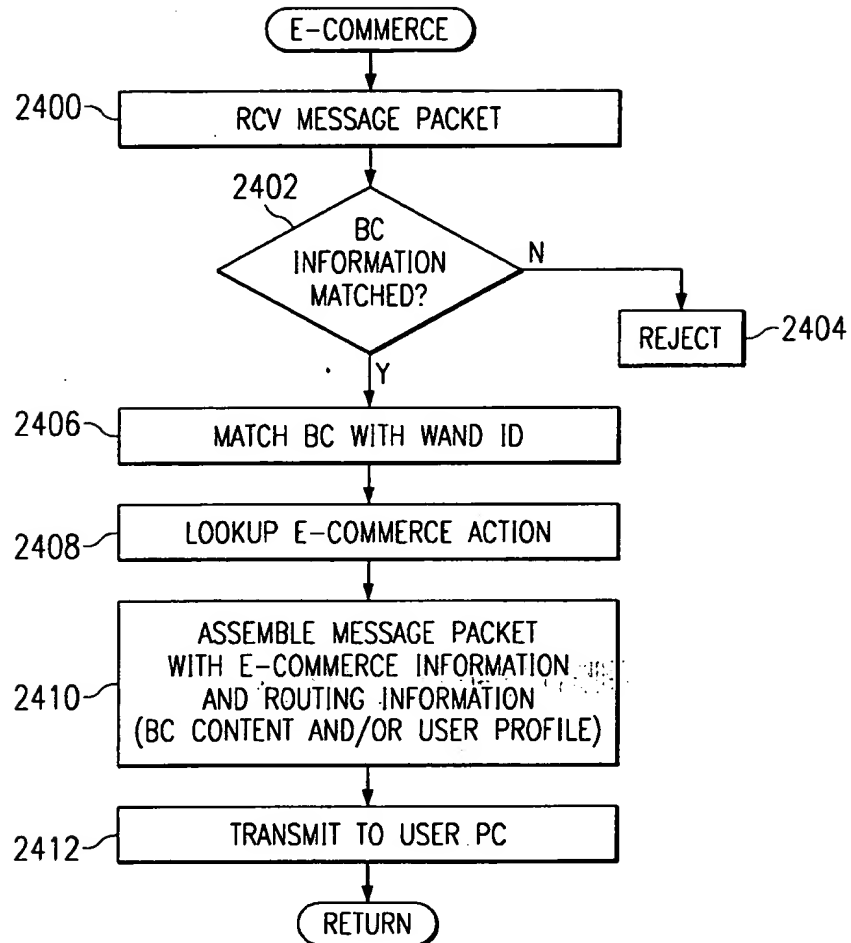 E-COMMERCE
2400
RCV MESSAGE PACKET
2402
BC
INFORMATION
MATCHED?
N
REJECT
2404
Y
2406
MATCH BC WITH WAND ID
2408
LOOKUP E-COMMERCE ACTION
2410
ASSEMBLE MESSAGE PACKET
WITH E-COMMERCE INFORMATION
AND ROUTING INFORMATION
(BC CONTENT AND/OR USER PROFILE)
2412
TRANSMIT TO USER PC
RETURN